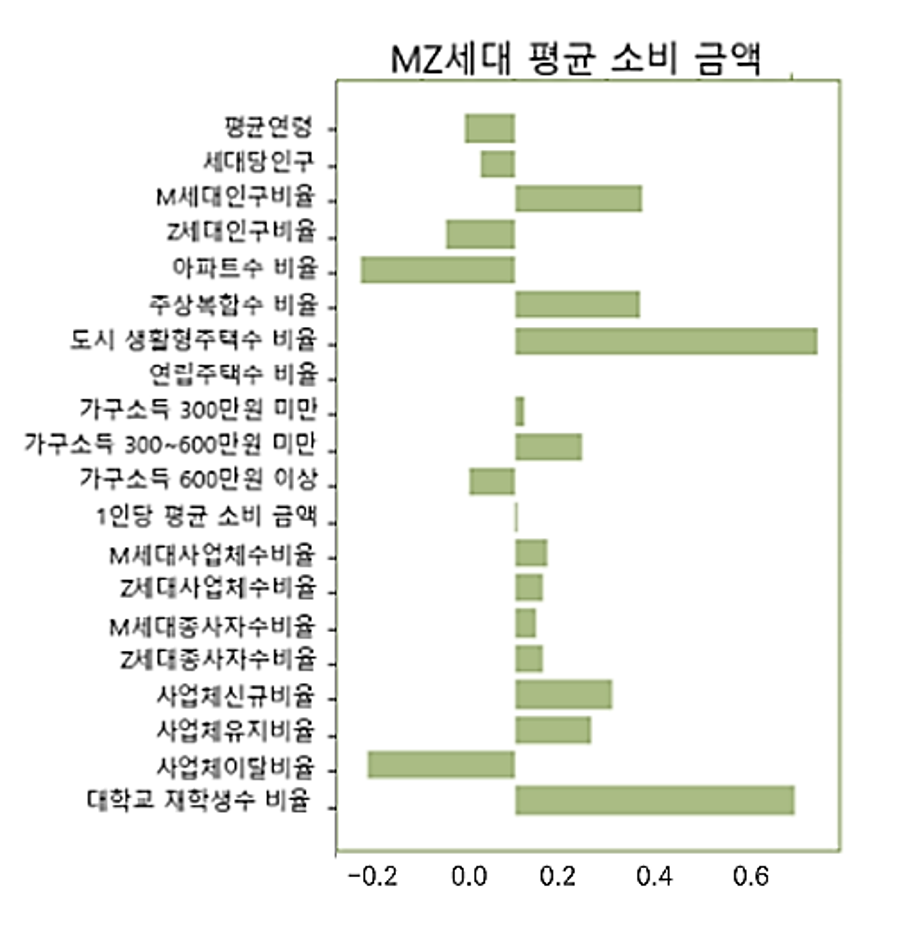 MZ세대 평균 소비 금액
평균연령
세대당인구
M세대인구비율
Z세대인구비율
아파트수 비율
주상복합수 비율
도시 생활형주택수 비율
연립주택수 비율
가구소득 300만원 미만
가구소득 300~600만원 미만
가구소득 600만원 이상
1인당 평균 소비 금액
M세대사업체수비율
Z세대사업체수비율
M세대종사자수비율
Z세대종사자수비율
사업체신규비율
사업체유지비율
사업체이탈비율
대학교 재학생수 비율
-0.2 0.0 0.2 0.4 0.6